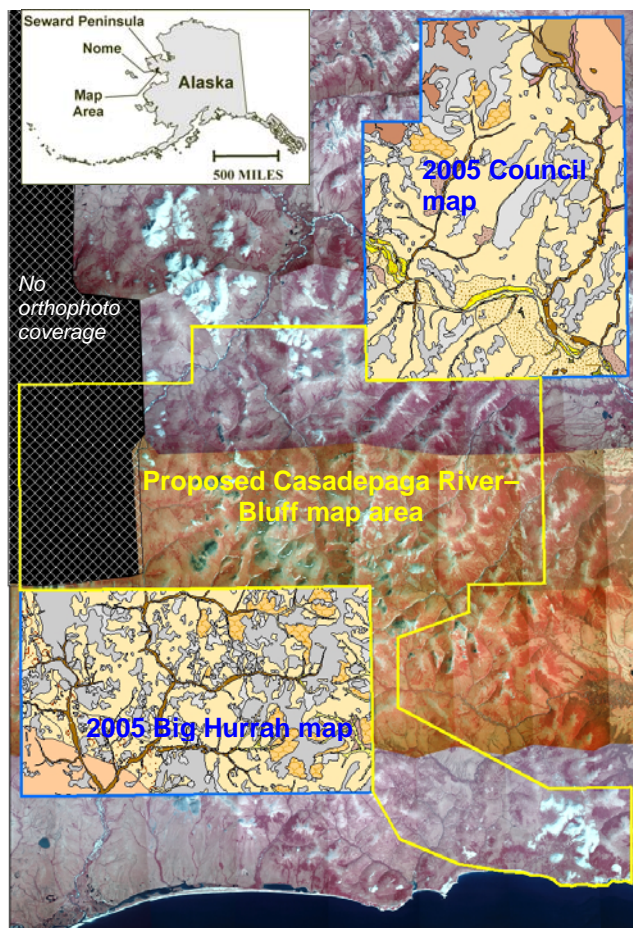 Seward Peninsula
Nome
Map
Area
Alaska
500 MILES
2005 Council
map
No
orthophoto
coverage
Proposed Casadepaga River–
Bluff map area
2005 Big Hurrah map